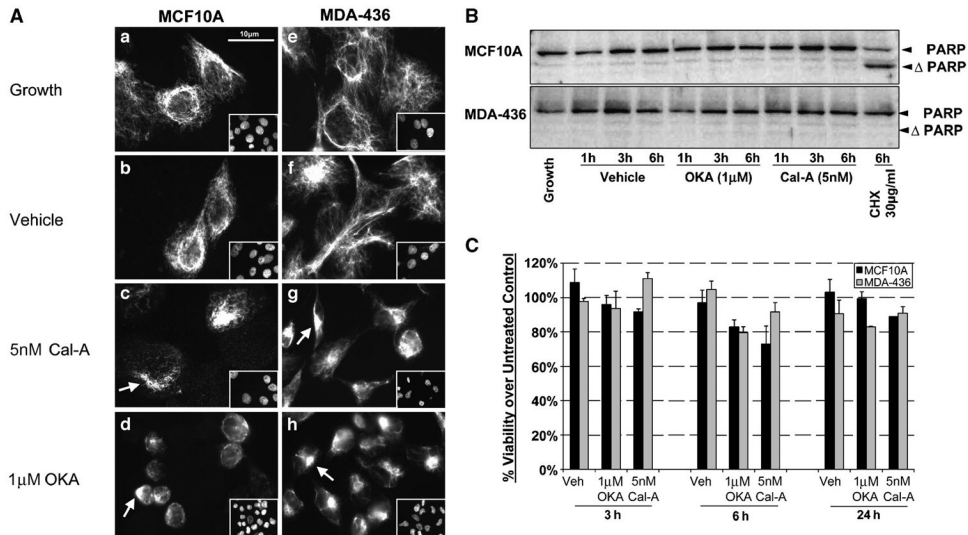 A
MCF10A MDA-436
a
10μm
e
Growth
b
f
Vehicle
c
g
5nM Cal-A
d
h
1μM OKA
B
MCF10A
PARP
Δ PARP
MDA-436
PARP
Δ PARP
Growth
1h 3h 6h 1h 3h 6h 1h 3h 6h 6h
Vehicle OKA (1μM) Cal-A (5nM)
CHX
30μg/ml
C
% Viability over Untreated Control
120%
100%
80%
60%
40%
20%
0%
MCF10A
MDA-436
Veh 1μM 5nM Veh 1μM 5nM Veh 1μM 5nM
OKA Cal-A OKA Cal-A OKA Cal-A
3 h 6 h 24 h